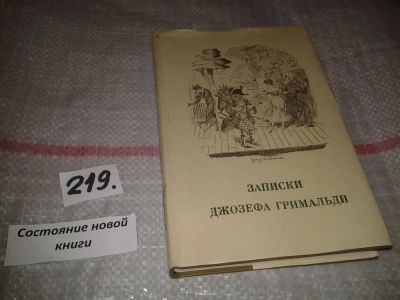 219.
Состояние новой
книги
ЗАПИСКИ
ДЖОЗЕФА ГРИМАЛЬДИ